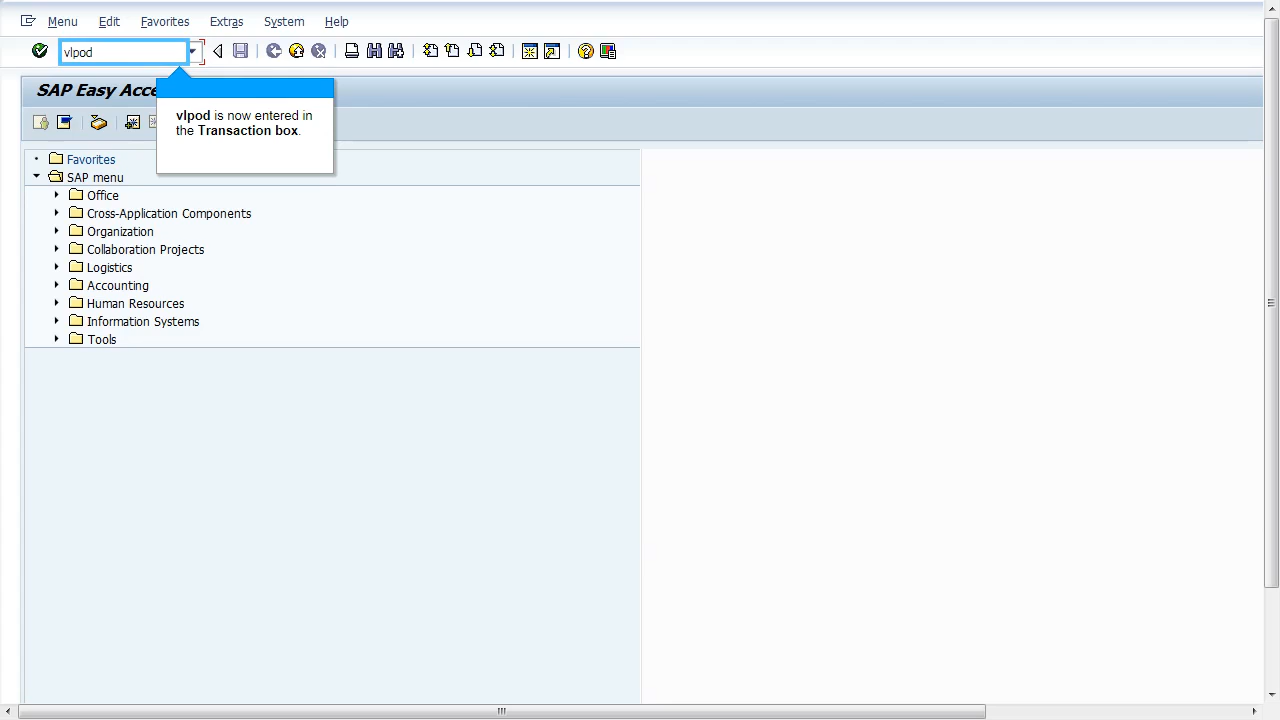 Menu Edit Favorites Extras System Help
vlpod
SAP Easy Acce
vlpod is now entered in
the Transaction box.
Favorites
SAP menu
Office
Cross-Application Components
Organization
Collaboration Projects
Logistics
Accounting
Human Resources
Information Systems
Tools